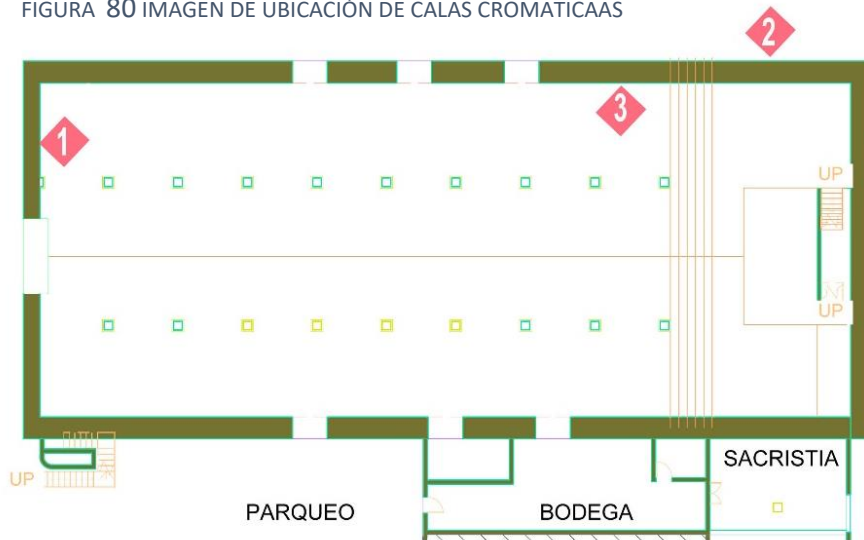 FIGURA 80 IMAGEN DE UBICACIÓN DE CALAS CROMATICAAS
2
3
1
UP
UP
SACRISTIA
UP
PARQUEO
BODEGA